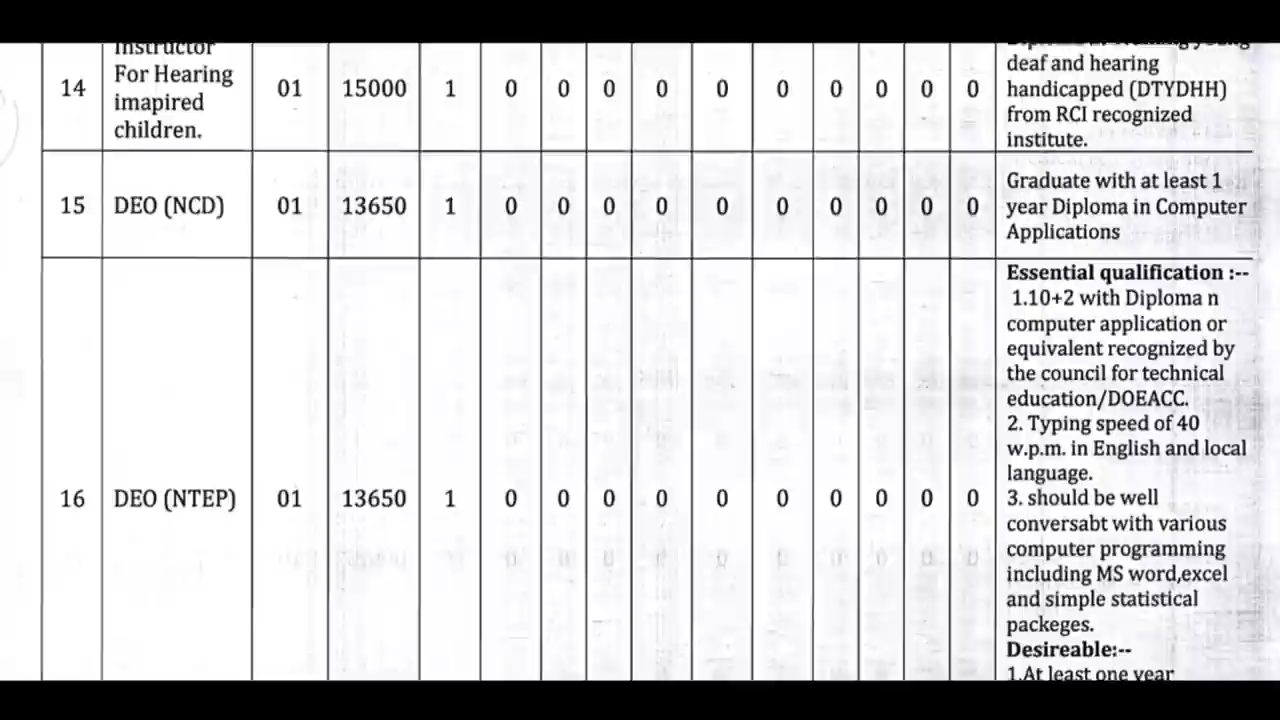 Instructor
For Hearing
imapired
children.
14 01 15000 1 0 0 0 0 0 0 0 0 0 0
deaf and hearing
handicapped (DTYDHH)
from RCI recognized
institute.
15 DEO (NCD) 01 13650 1 0 0 0 0 0 0 0 0 0 0
Graduate with at least 1
year Diploma in Computer
Applications
16 DEO (NTEP) 01 13650 1 0 0 0 0 0 0 0 0 0 0
Essential qualification :--
1.10+2 with Diploma n
computer application or
equivalent recognized by
the council for technical
education/DOEACC.
2. Typing speed of 40
w.p.m. in English and local
language.
3. should be well
conversabt with various
computer programming
including MS word,excel
and simple statistical
packeges.
Desireable:--
1.At least one year